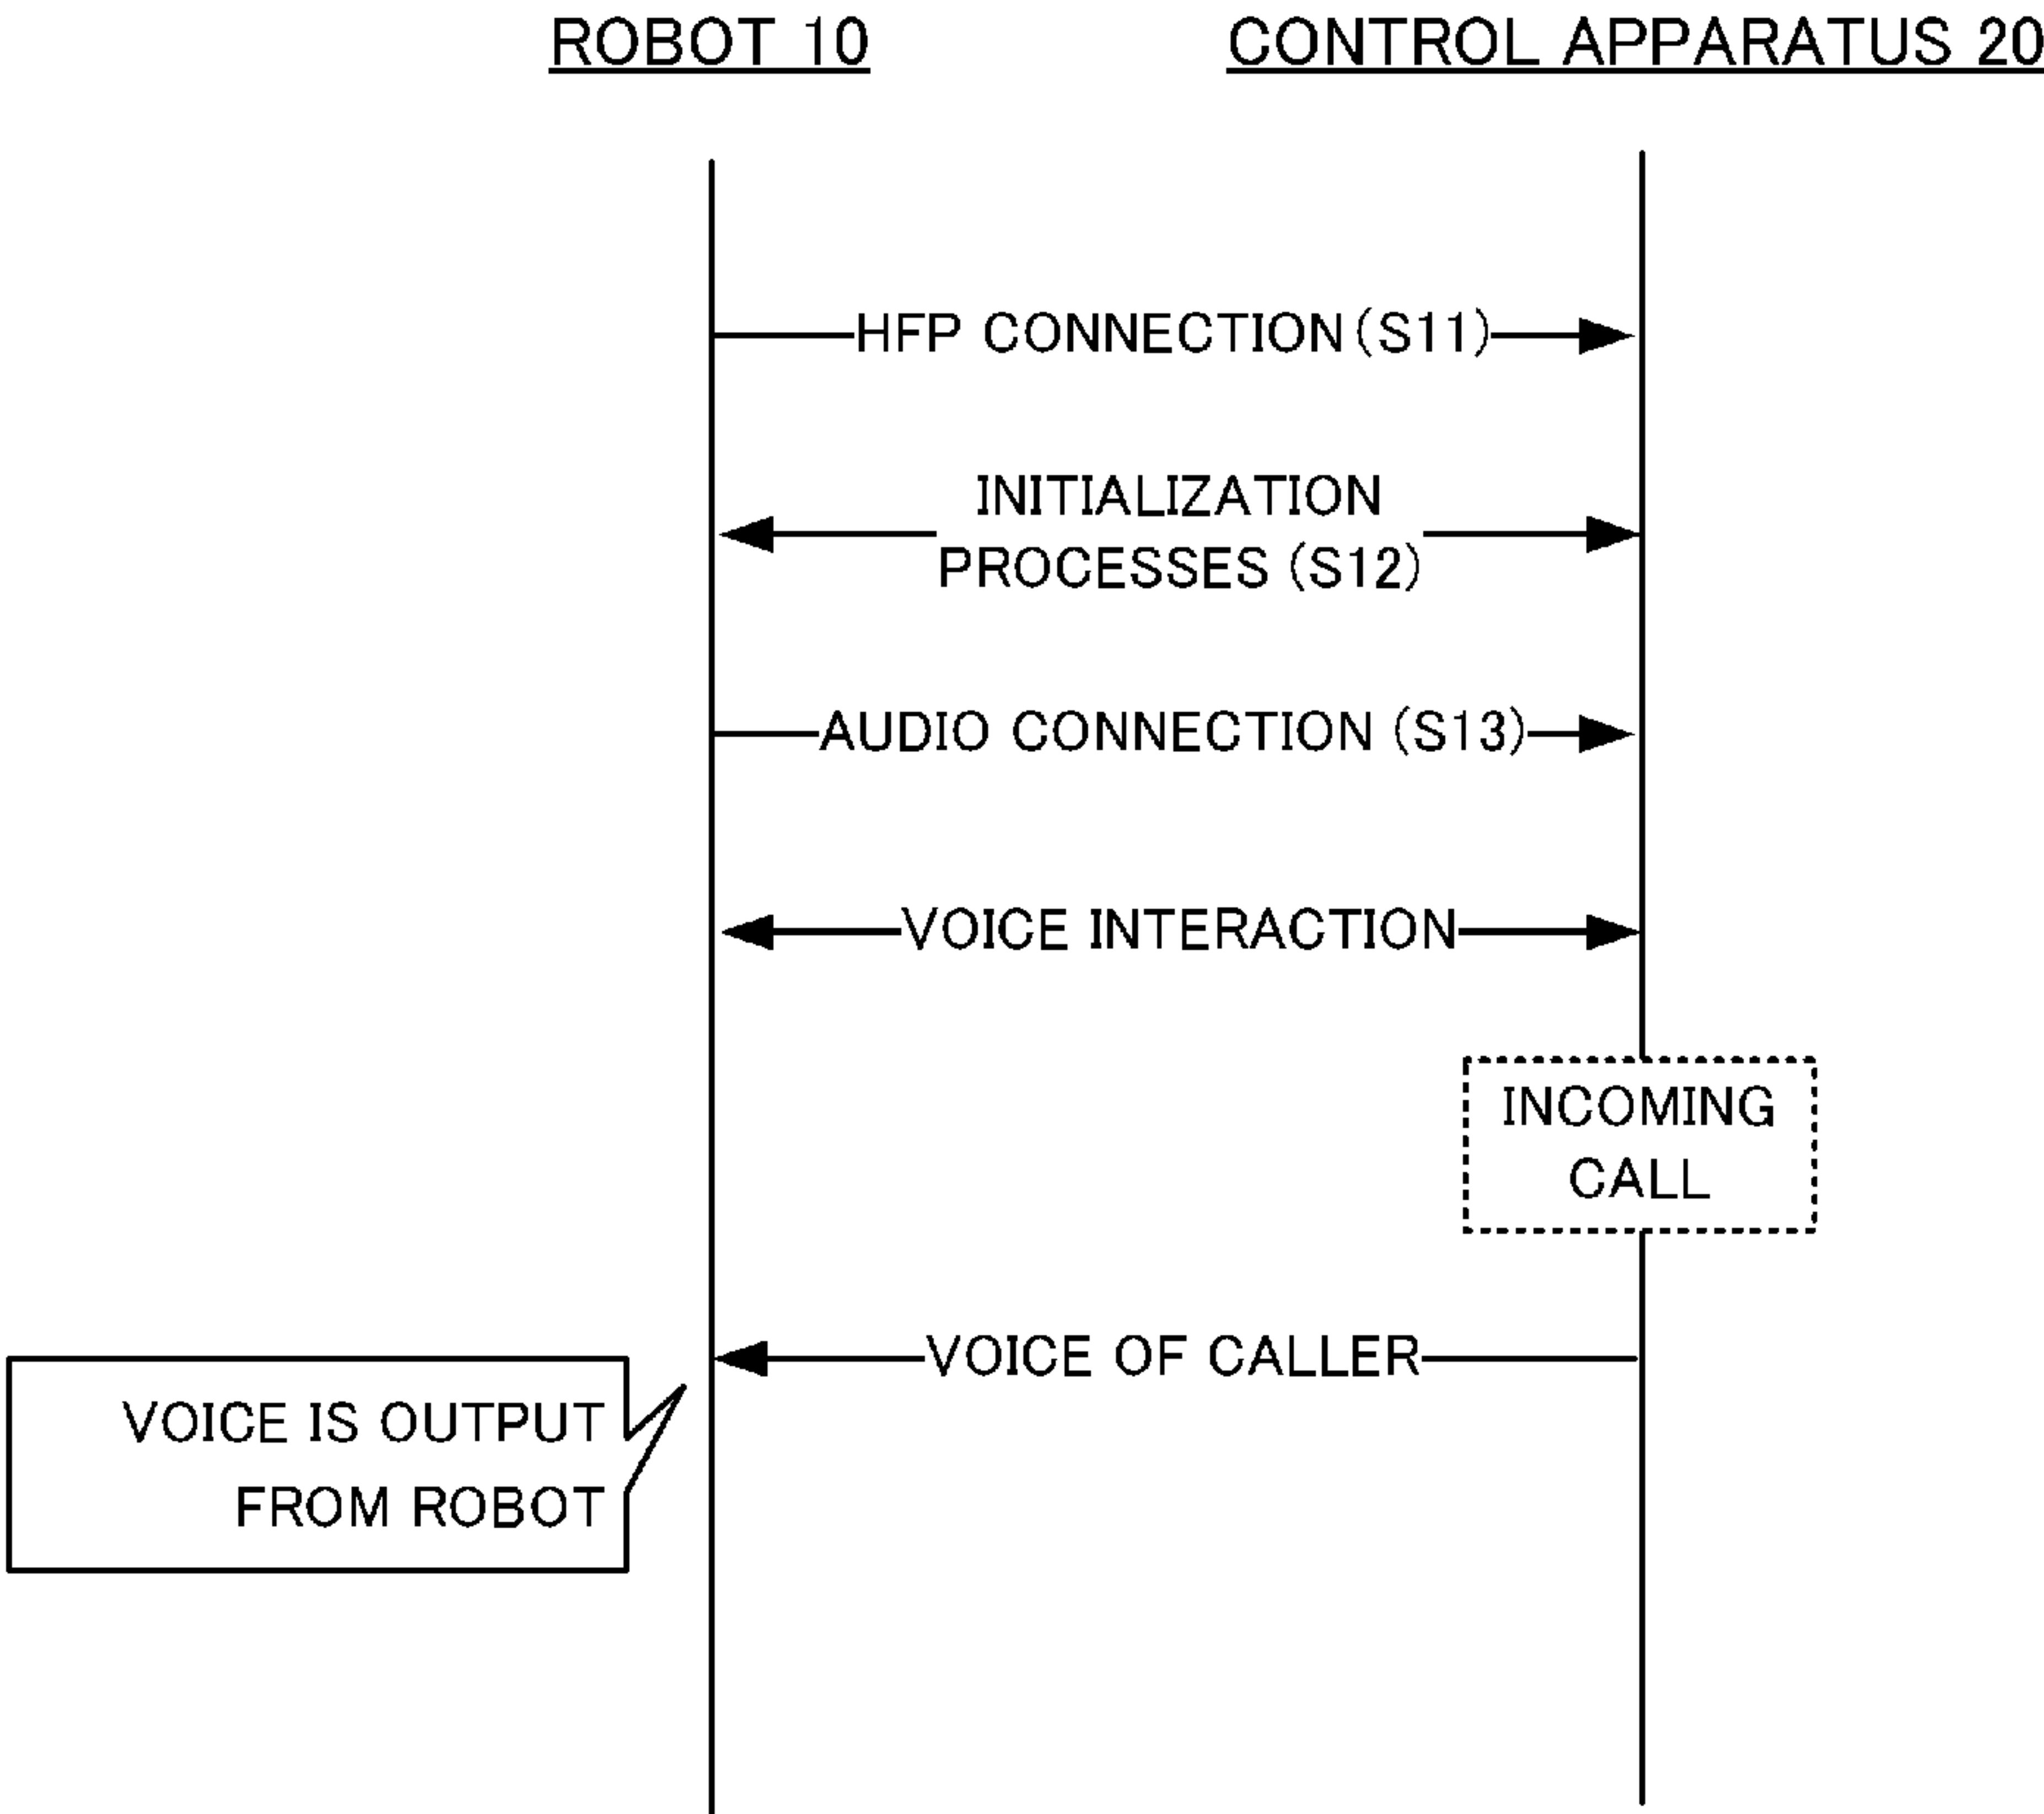 ROBOT 10
CONTROL APPARATUS 20
HFP CONNECTION (S11)
INITIALIZATION
PROCESSES (S12)
AUDIO CONNECTION (S13)
VOICE INTERACTION
INCOMING
CALL
VOICE OF CALLER
VOICE IS OUTPUT
FROM ROBOT